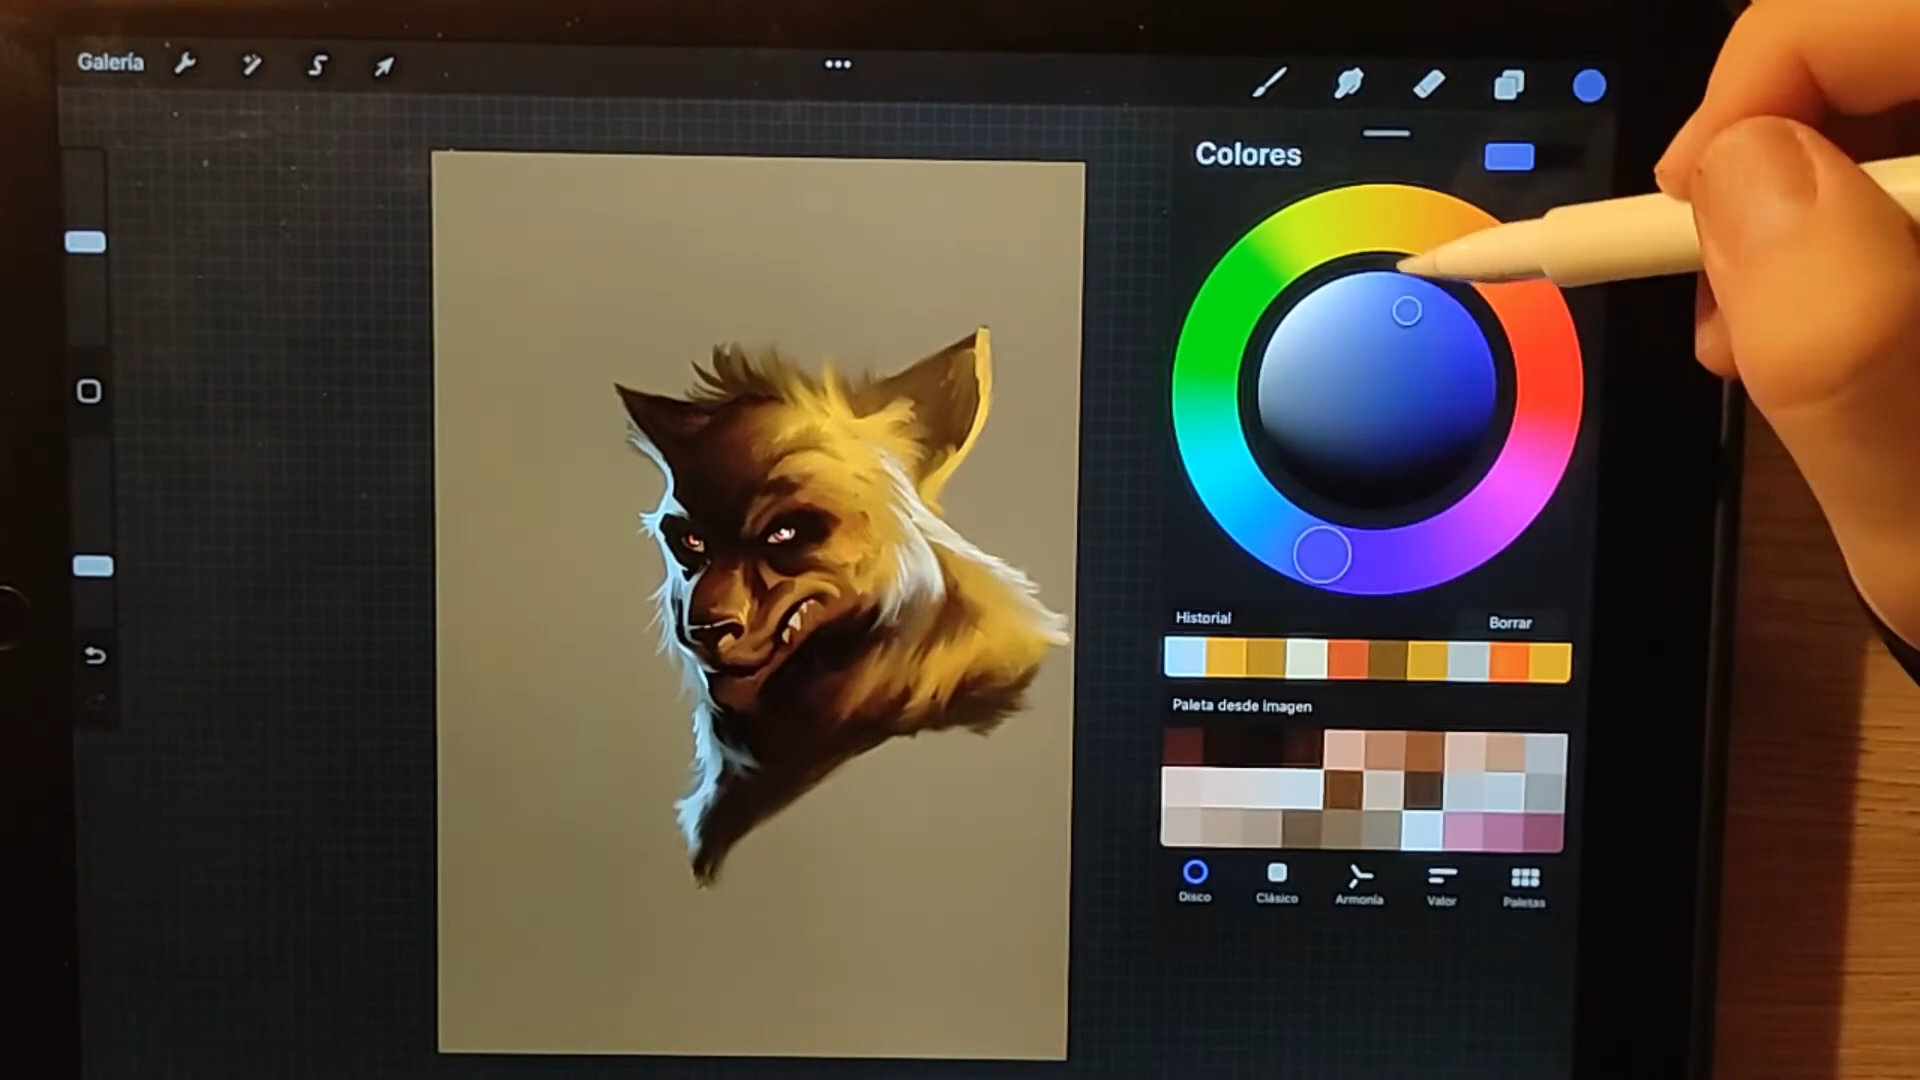 Galería
Colores
Historial
Borrar
Paleta desde imagen
Disco
Clásico
Armonía
Valor
Paletas